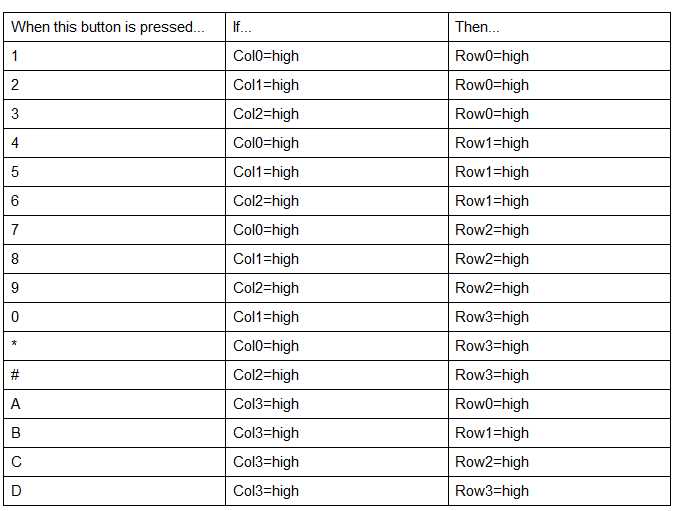 When this button is pressed... If... Then...
1 Col0=high Row0=high
2 Col1=high Row0=high
3 Col2=high Row0=high
4 Col0=high Row1=high
5 Col1=high Row1=high
6 Col2=high Row1=high
7 Col0=high Row2=high
8 Col1=high Row2=high
9 Col2=high Row2=high
0 Col1=high Row3=high
* Col0=high Row3=high
# Col2=high Row3=high
A Col3=high Row0=high
B Col3=high Row1=high
C Col3=high Row2=high
D Col3=high Row3=high